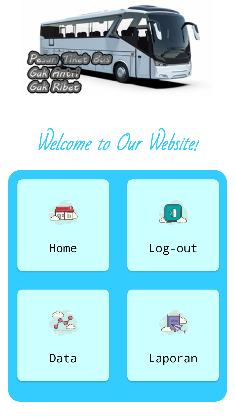 Pesan Tiket Bus
Gak Antri
Gak Ribet
Welcome to Our Website!
Home
Log-out
Data
Laporan